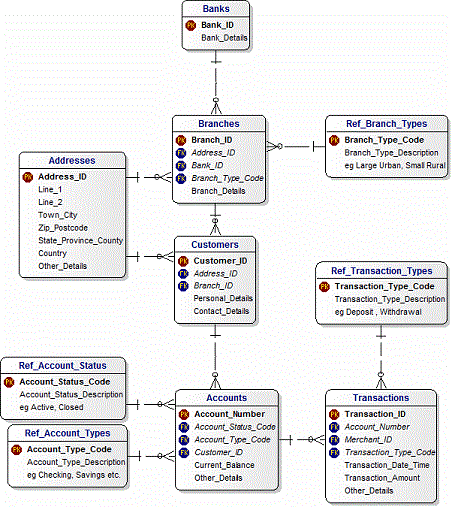 Banks
PK Bank_ID
Bank_Details
Branches
PK Branch_ID
FK Address_ID
FK Bank_ID
FK Branch_Type_Code
Branch_Details
Ref_Branch_Types
PK Branch_Type_Code
Branch_Type_Description
eg Large Urban, Small Rural
Addresses
PK Address_ID
Line_1
Line_2
Town_City
Zip_Postcode
State_Province_County
Country
Other_Details
Customers
PK Customer_ID
FK Address_ID
FK Branch_ID
Personal_Details
Contact_Details
Ref_Transaction_Types
PK Transaction_Type_Code
Transaction_Type_Description
eg Deposit , Withdrawal
Ref_Account_Status
PK Account_Status_Code
Account_Status_Description
eg Active, Closed
Ref_Account_Types
PK Account_Type_Code
Account_Type_Description
eg Checking, Savings etc.
Accounts
PK Account_Number
FK Account_Status_Code
FK Account_Type_Code
FK Customer_ID
Current_Balance
Other_Details
Transactions
PK Transaction_ID
FK Account_Number
FK Merchant_ID
FK Transaction_Type_Code
Transaction_Date_Time
Transaction_Amount
Other_Details